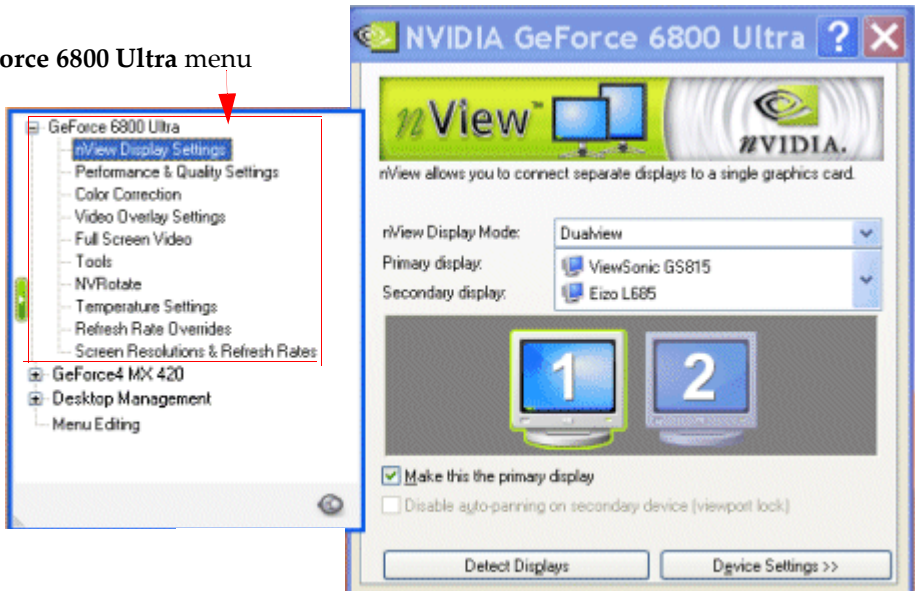 orce 6800 Ultra menu
GeForce 6800 Ultra
nView Display Settings
Performance & Quality Settings
Color Correction
Video Overlay Settings
Full Screen Video
Tools
NVRotate
Temperature Settings
Refresh Rate Overrides
Screen Resolutions & Refresh Rates
GeForce4 MX 420
Desktop Management
Menu Editing
NVIDIA GeForce 6800 Ultra ? X
nView™
nVIDIA.
nView allows you to connect separate displays to a single graphics card.
nView Display Mode: Dualview
Primary display: ViewSonic GS815
Secondary display: Eizo L685
1 2
Make this the primary display
Disable auto-panning on secondary device (viewport lock)
Detect Displays Device Settings >>